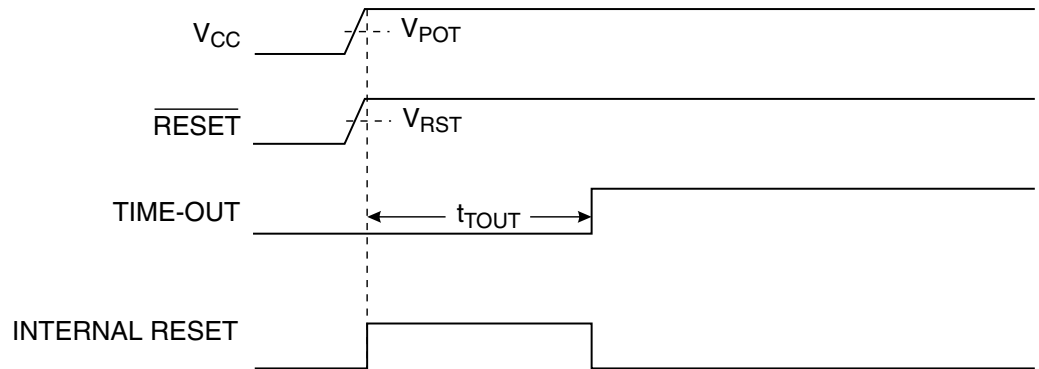 VCC
VPOT
RESET
VRST
TIME-OUT
tTOUT
INTERNAL RESET